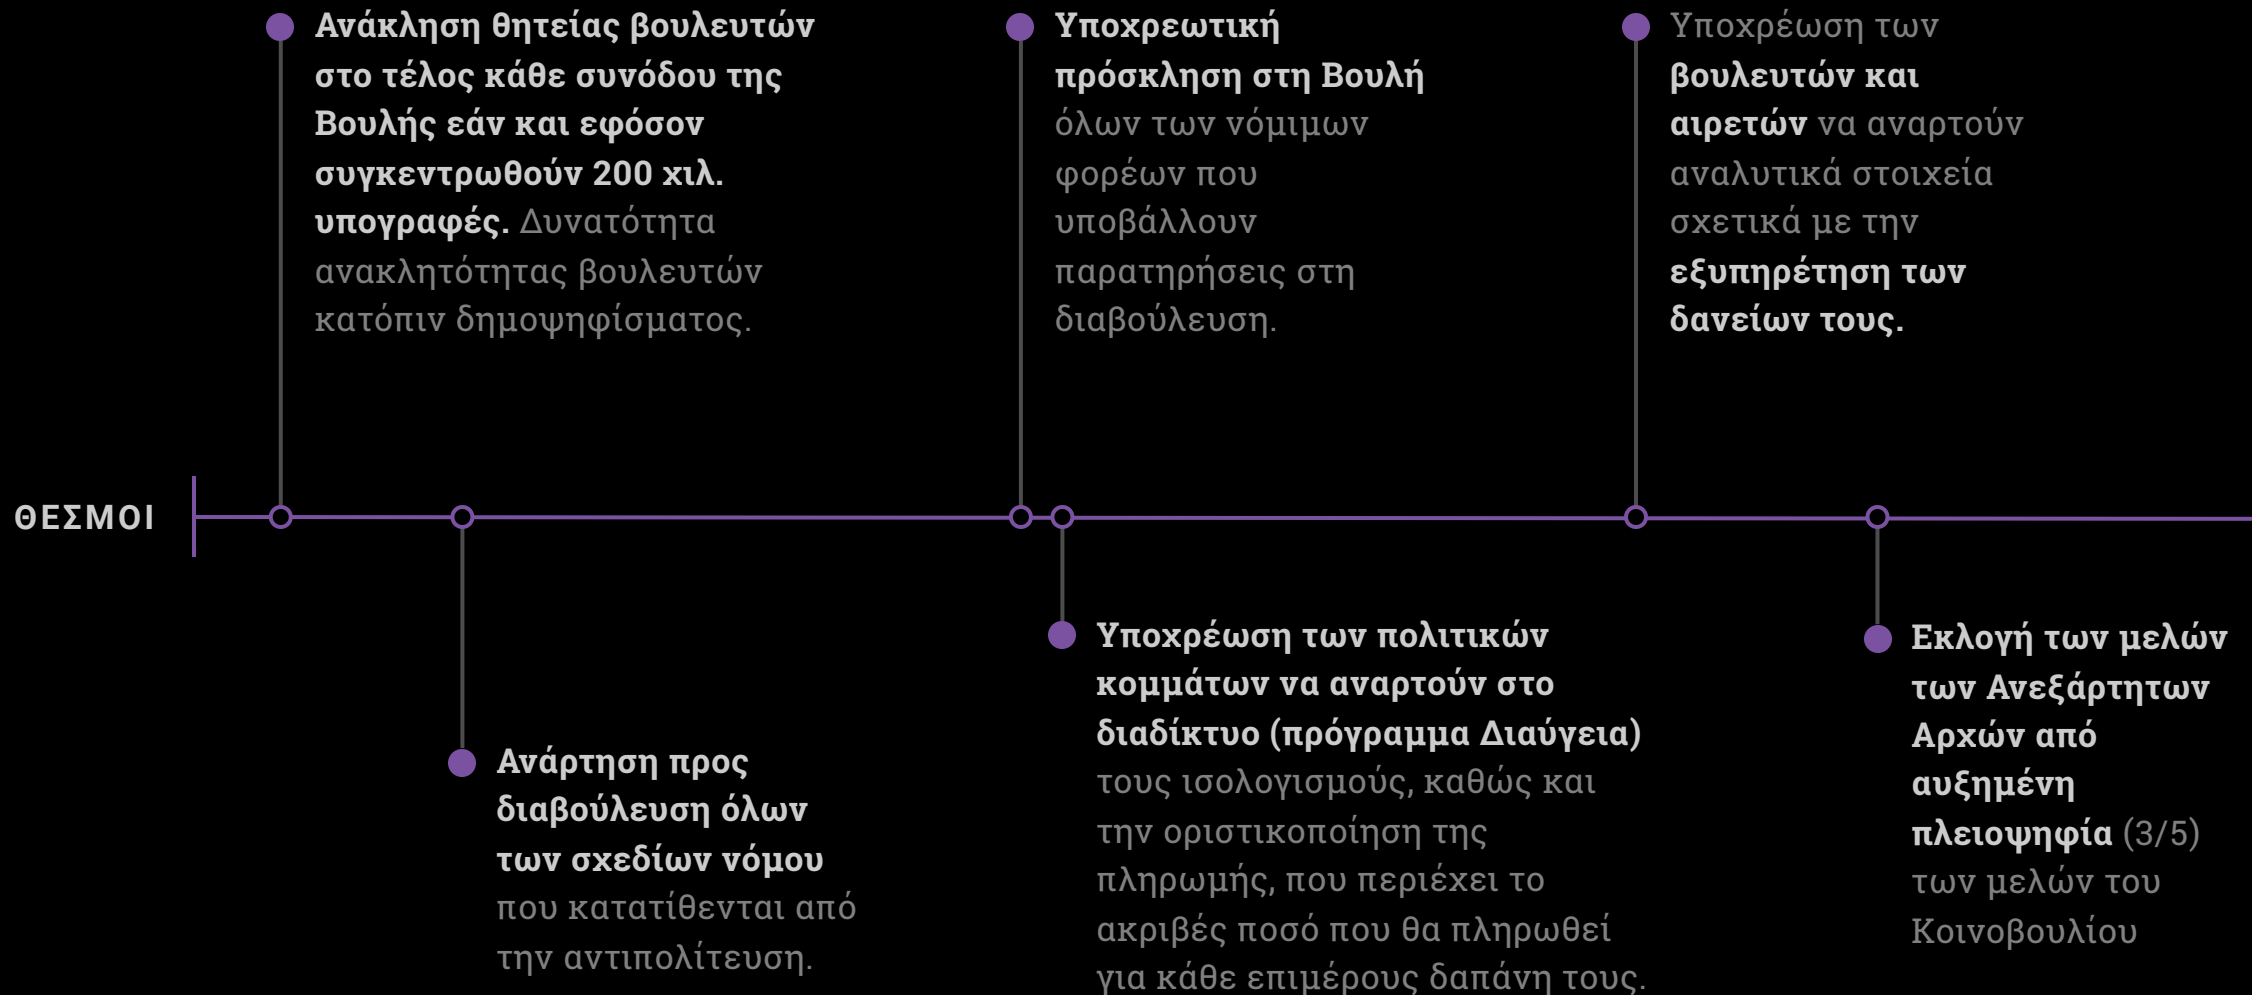 Ανάκληση θητείας βουλευτών
στο τέλος κάθε συνόδου της
Βουλής εάν και εφόσον
συγκεντρωθούν 200 χιλ.
υπογραφές. Δυνατότητα
ανακλητότητας βουλευτών
κατόπιν δημοψηφίσματος.
Υποχρεωτική
πρόσκληση στη Βουλή
όλων των νόμιμων
φορέων που
υποβάλλουν
παρατηρήσεις στη
διαβούλευση.
Υποχρέωση των
βουλευτών και
αιρετών να αναρτούν
αναλυτικά στοιχεία
σχετικά με την
εξυπηρέτηση των
δανείων τους.
ΘΕΣΜΟΙ
Ανάρτηση προς
διαβούλευση όλων
των σχεδίων νόμου
που κατατίθενται από
την αντιπολίτευση.
Υποχρέωση των πολιτικών
κομμάτων να αναρτούν στο
διαδίκτυο (πρόγραμμα Διαύγεια)
τους ισολογισμούς, καθώς και
την οριστικοποίηση της
πληρωμής, που περιέχει το
ακριβές ποσό που θα πληρωθεί
για κάθε επιμέρους δαπάνη τους.
Εκλογή των μελών
των Ανεξάρτητων
Αρχών από
αυξημένη
πλειοψηφία (3/5)
των μελών του
Κοινοβουλίου